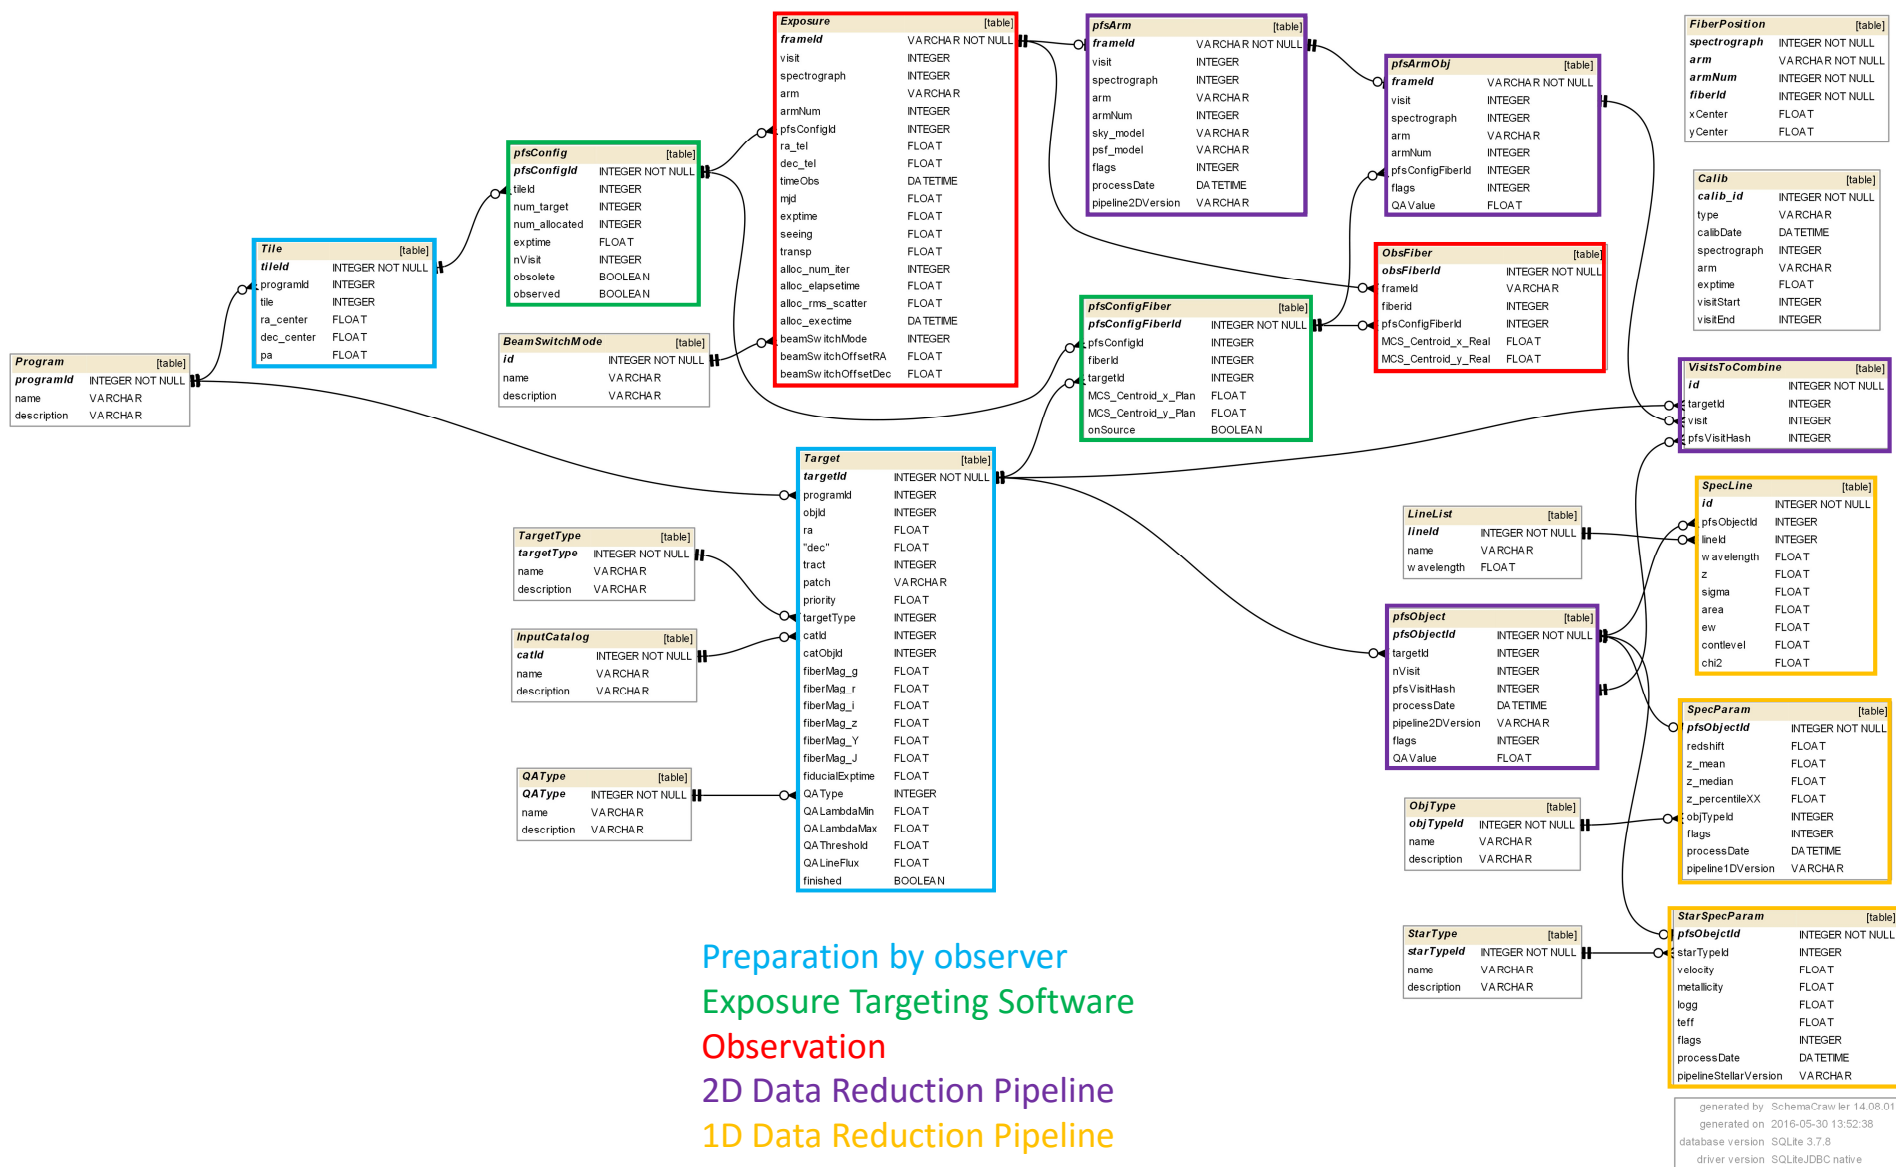 Program [table]
programId INTEGER NOT NULL
name VARCHAR
description VARCHAR
Tile [table]
tileId INTEGER NOT NULL
programId INTEGER
tile INTEGER
ra_center FLOAT
dec_center FLOAT
pa FLOAT
pfsConfig [table]
pfsConfigId INTEGER NOT NULL
tileId INTEGER
num_target INTEGER
num_allocated INTEGER
exptime FLOAT
nVisit INTEGER
obsolete BOOLEAN
observed BOOLEAN
BeamSwitchMode [table]
id INTEGER NOT NULL
name VARCHAR
description VARCHAR
Exposure [table]
frameId VARCHAR NOT NULL
visit INTEGER
spectrograph INTEGER
arm VARCHAR
armNum INTEGER
pfsConfigId INTEGER
ra_tel FLOAT
dec_tel FLOAT
timeObs DATETIME
mjd FLOAT
exptime FLOAT
seeing FLOAT
transp FLOAT
alloc_num_iter INTEGER
alloc_elapsetime FLOAT
alloc_rms_scatter FLOAT
alloc_exectime DATETIME
beamSwitchMode INTEGER
beamSwitchOffsetRA FLOAT
beamSwitchOffsetDec FLOAT
pfsArm [table]
frameId VARCHAR NOT NULL
visit INTEGER
spectrograph INTEGER
arm VARCHAR
armNum INTEGER
sky_model VARCHAR
psf_model VARCHAR
flags INTEGER
processDate DATETIME
pipeline2DVersion VARCHAR
pfsArmObj [table]
frameId VARCHAR NOT NULL
visit INTEGER
spectrograph INTEGER
arm VARCHAR
armNum INTEGER
pfsConfigFiberId INTEGER
flags INTEGER
QAValue FLOAT
FiberPosition [table]
spectrograph INTEGER NOT NULL
arm VARCHAR NOT NULL
armNum INTEGER NOT NULL
fiberId INTEGER NOT NULL
xCenter FLOAT
yCenter FLOAT
Calib [table]
calib_id INTEGER NOT NULL
type VARCHAR
calibDate DATETIME
spectrograph INTEGER
arm VARCHAR
exptime FLOAT
visitStart INTEGER
visitEnd INTEGER
ObsFiber [table]
obsFiberId INTEGER NOT NULL
frameId VARCHAR
fiberid INTEGER
pfsConfigFiberId INTEGER
MCS_Centroid_x_Real FLOAT
MCS_Centroid_y_Real FLOAT
pfsConfigFiber [table]
pfsConfigFiberId INTEGER NOT NULL
pfsConfigId INTEGER
fiberId INTEGER
targetId INTEGER
MCS_Centroid_x_Plan FLOAT
MCS_Centroid_y_Plan FLOAT
onSource BOOLEAN
VisitsToCombine [table]
id INTEGER NOT NULL
targetId INTEGER
visit INTEGER
pfsVisitHash INTEGER
Target [table]
targetId INTEGER NOT NULL
programId INTEGER
objId INTEGER
ra FLOAT
"dec" FLOAT
tract INTEGER
patch VARCHAR
priority FLOAT
targetType INTEGER
catId INTEGER
catObjId INTEGER
fiberMag_g FLOAT
fiberMag_r FLOAT
fiberMag_i FLOAT
fiberMag_z FLOAT
fiberMag_Y FLOAT
fiberMag_J FLOAT
fiducialExptime FLOAT
QAType INTEGER
QALambdaMin FLOAT
QALambdaMax FLOAT
QAThreshold FLOAT
QALineFlux FLOAT
finished BOOLEAN
TargetType [table]
targetType INTEGER NOT NULL
name VARCHAR
description VARCHAR
InputCatalog [table]
catId INTEGER NOT NULL
name VARCHAR
description VARCHAR
QAType [table]
QAType INTEGER NOT NULL
name VARCHAR
description VARCHAR
LineList [table]
lineId INTEGER NOT NULL
name VARCHAR
wavelength FLOAT
SpecLine [table]
id INTEGER NOT NULL
pfsObjectId INTEGER
lineId INTEGER
wavelength FLOAT
z FLOAT
sigma FLOAT
area FLOAT
ew FLOAT
contlevel FLOAT
chi2 FLOAT
pfsObject [table]
pfsObjectId INTEGER NOT NULL
targetId INTEGER
nVisit INTEGER
pfsVisitHash INTEGER
processDate DATETIME
pipeline2DVersion VARCHAR
flags INTEGER
QAValue FLOAT
SpecParam [table]
pfsObjectId INTEGER NOT NULL
redshift FLOAT
z_mean FLOAT
z_median FLOAT
z_percentileXX FLOAT
objTypeId INTEGER
flags INTEGER
processDate DATETIME
pipeline1DVersion VARCHAR
ObjType [table]
objTypeId INTEGER NOT NULL
name VARCHAR
description VARCHAR
StarType [table]
starTypeId INTEGER NOT NULL
name VARCHAR
description VARCHAR
StarSpecParam [table]
pfsObejctId INTEGER NOT NULL
starTypeId INTEGER
velocity FLOAT
metallicity FLOAT
logg FLOAT
teff FLOAT
flags INTEGER
processDate DATETIME
pipelineStellarVersion VARCHAR
Preparation by observer
Exposure Targeting Software
Observation
2D Data Reduction Pipeline
1D Data Reduction Pipeline
generated by SchemaCrawler 14.08.01
generated on 2016-05-30 13:52:38
database version SQLite 3.7.8
driver version SQLiteJDBC native